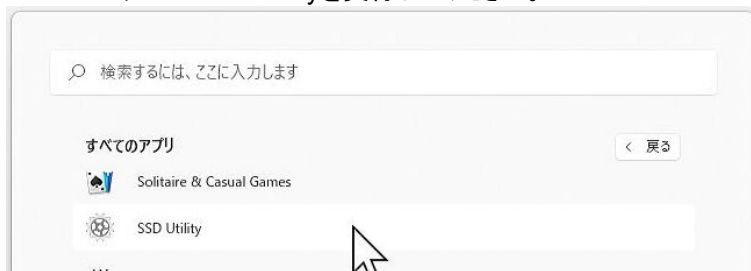 検索するには、ここに入力します
すべてのアプリ
< 戻る
Solitaire & Casual Games
SSD Utility